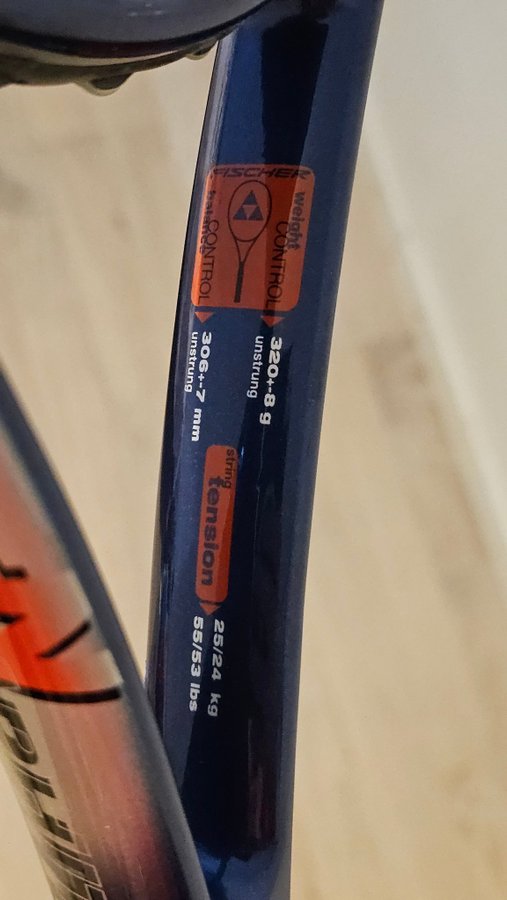 FISCHER
weight
CONTROL
320+-8 g
unstrung
balance
CONTROL
306+-7 mm
unstrung
string
tension
25/24 kg
55/53 lbs